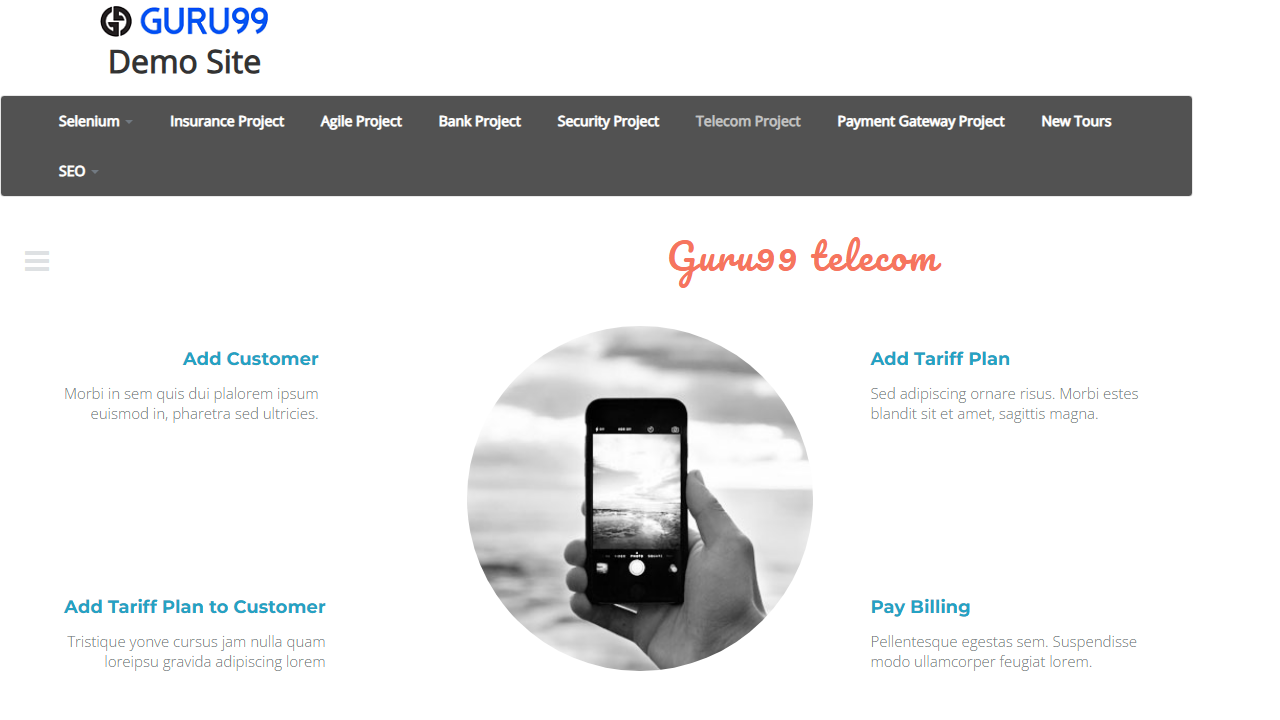 GURU99
Demo Site
Selenium
Insurance Project
Agile Project
Bank Project
Security Project
Telecom Project
Payment Gateway Project
New Tours
SEO
Guru99 telecom
Add Customer
Morbi in sem quis dui plalorem ipsum
euismod in, pharetra sed ultricies.
Add Tariff Plan
Sed adipiscing ornare risus. Morbi estes
blandit sit et amet, sagittis magna.
Add Tariff Plan to Customer
Tristique yonve cursus jam nulla quam
loreipsu gravida adipiscing lorem
Pay Billing
Pellentesque egestas sem. Suspendisse
modo ullamcorper feugiat lorem.